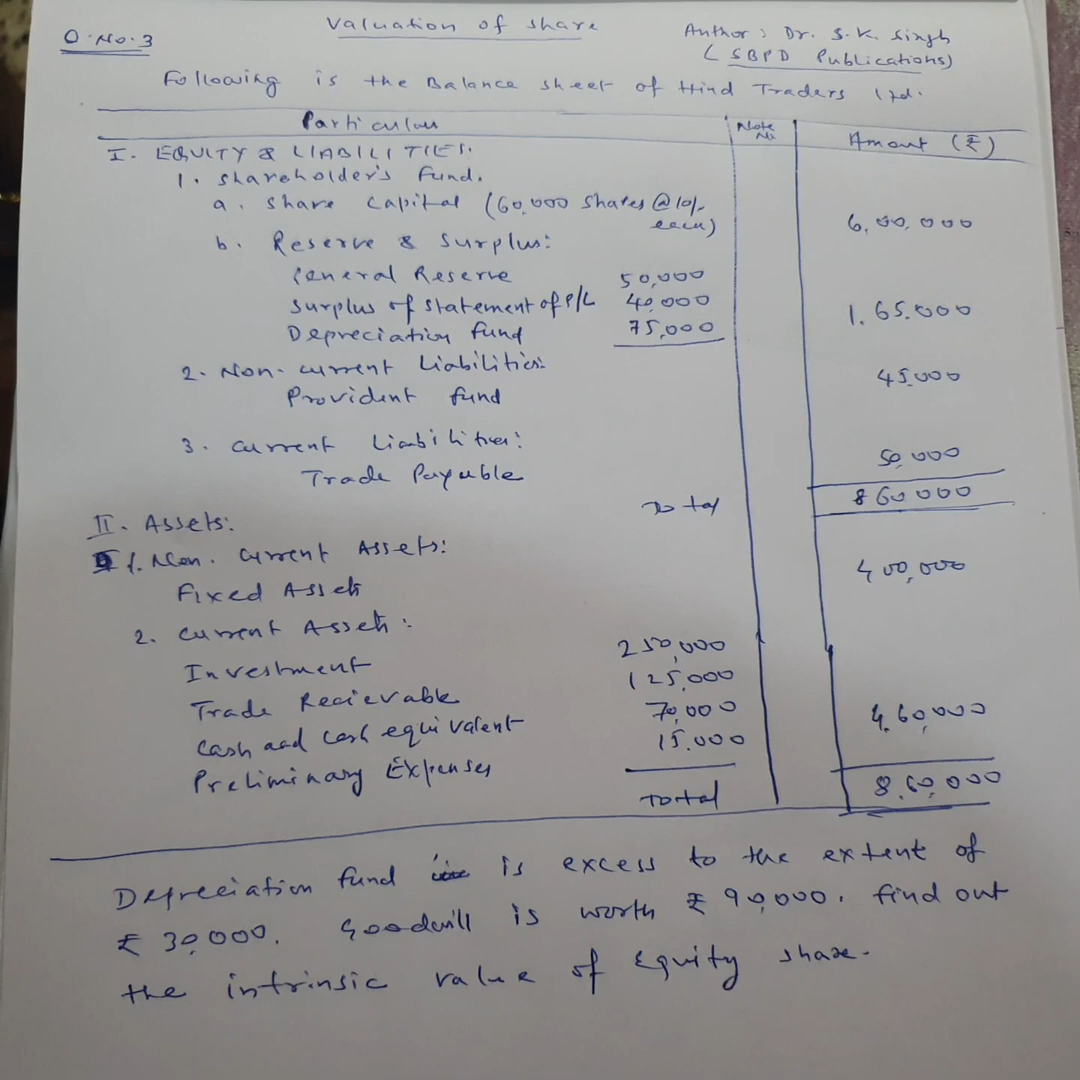 Q.No.3 Valuation of share Author: Dr. S.K. Singh
(SBPD Publications)
Following is the Balance sheet of Hind Traders Ltd.
Particulars Note No Amount (₹)
I. EQUITY & LIABILITIES.
1. Shareholder's Fund.
a. Share capital (60,000 Shares @10/- each) 6,00,000
b. Reserve & Surplus:
General Reserve 50,000
Surplus of statement of P/L 40,000 1,65,000
Depreciation fund 75,000
2. Non-current Liabilities:
Provident fund 45,000
3. Current Liabilities:
Trade Payable 50,000
Total 860000
II. Assets:
1. Non. Current Assets:
Fixed Assets 400,000
2. Current Assets:
Investment 250,000
Trade Recievable 125,000
Cash and cash equivalent 70,000 4,60,000
Preliminary Expenses 15,000
Total 8,60,000
Depreciation fund is excess to the extent of
₹ 30,000. Goodwill is worth ₹ 90,000. find out
the intrinsic value of Equity share.